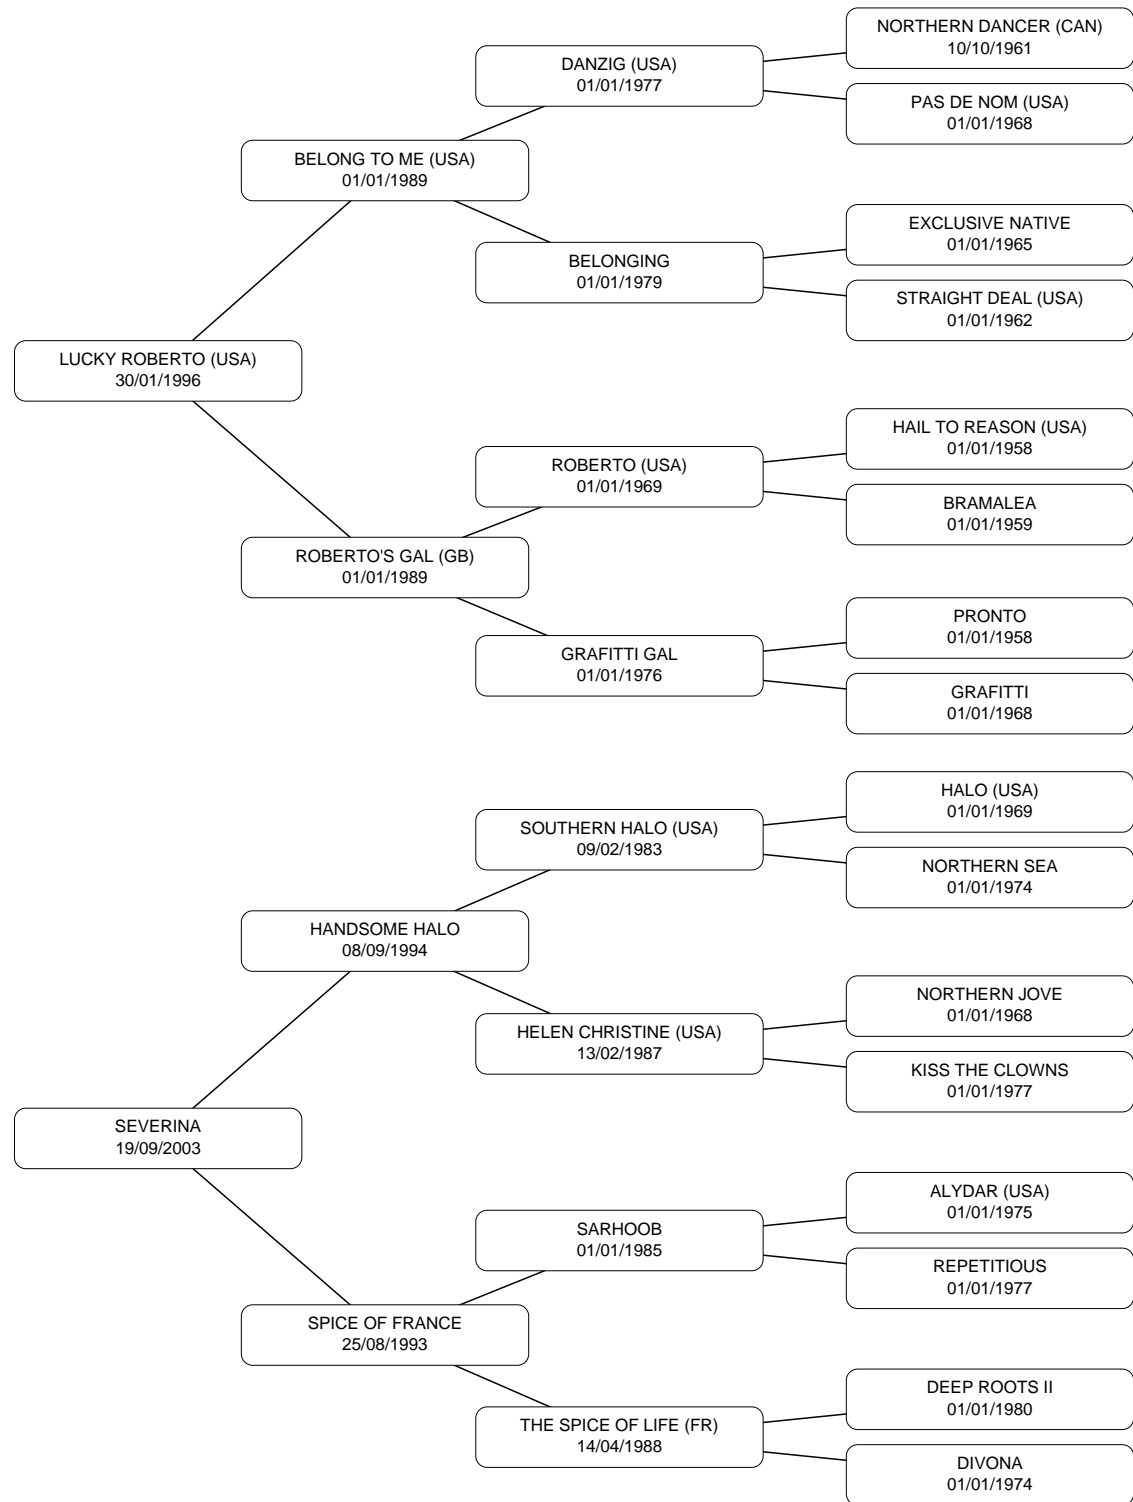 NORTHERN DANCER (CAN)
10/10/1961
DANZIG (USA)
01/01/1977
PAS DE NOM (USA)
01/01/1968
BELONG TO ME (USA)
01/01/1989
EXCLUSIVE NATIVE
01/01/1965
BELONGING
01/01/1979
STRAIGHT DEAL (USA)
01/01/1962
LUCKY ROBERTO (USA)
30/01/1996
HAIL TO REASON (USA)
01/01/1958
ROBERTO (USA)
01/01/1969
BRAMALEA
01/01/1959
ROBERTO'S GAL (GB)
01/01/1989
PRONTO
01/01/1958
GRAFITTI GAL
01/01/1976
GRAFITTI
01/01/1968
HALO (USA)
01/01/1969
SOUTHERN HALO (USA)
09/02/1983
NORTHERN SEA
01/01/1974
HANDSOME HALO
08/09/1994
NORTHERN JOVE
01/01/1968
HELEN CHRISTINE (USA)
13/02/1987
KISS THE CLOWNS
01/01/1977
SEVERINA
19/09/2003
ALYDAR (USA)
01/01/1975
SARHOOB
01/01/1985
REPETITIOUS
01/01/1977
SPICE OF FRANCE
25/08/1993
DEEP ROOTS II
01/01/1980
THE SPICE OF LIFE (FR)
14/04/1988
DIVONA
01/01/1974